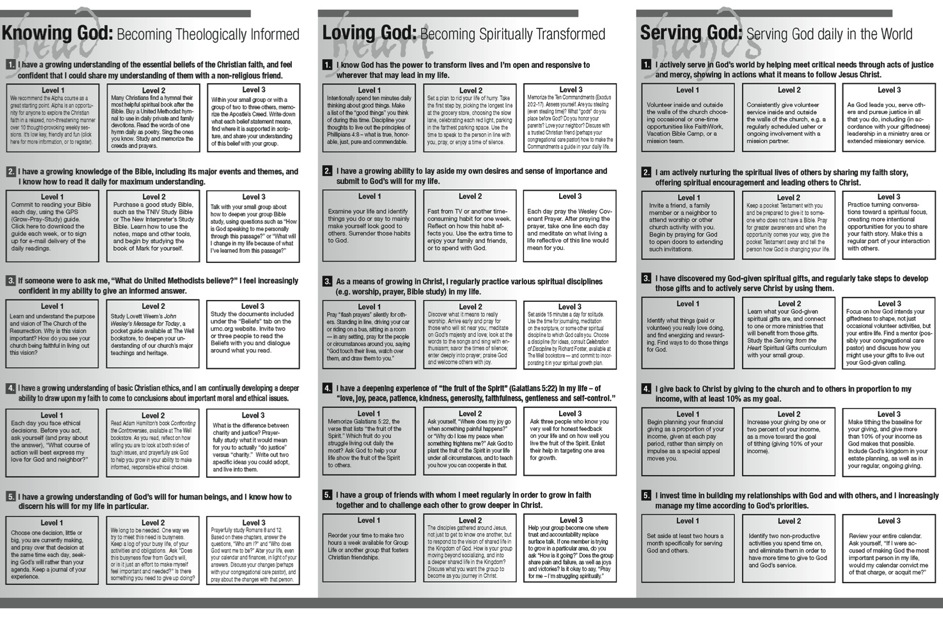 Knowing God: Becoming Theologically Informed
head
1. I have a growing understanding of the essential beliefs of the Christian faith, and feel
confident that I could share my understanding of them with a non-religious friend.
Level 1
We recommend the Alpha course as a
great starting point. Alpha is an opportu-
nity for anyone to explore the Christian
faith in a relaxed, non-threatening manner
over 10 thought-provoking weekly ses-
sions. It's low key, friendly and fun (click
here for more information, or to register).
Level 2
Many Christians find a hymnal their
most helpful spiritual book after the
Bible. Buy a United Methodist hym-
nal to use in daily private and family
devotions. Read the words of one
hymn daily as poetry. Sing the ones
you know. Study and memorize the
creeds and prayers.
Level 3
Within your small group or with a
group of two to three others, memo-
rize the Apostles's Creed. Write down
what each belief statement means,
find where it is supported in scrip-
ture, and share your understanding
of this belief with your group.
2. I have a growing knowledge of the Bible, including its major events and themes, and
I know how to read it daily for maximum understanding.
Level 1
Commit to reading your Bible
each day, using the GPS
(Grow-Pray-Study) guide.
Click here to download the
guide each week, or to sign
up for e-mail delivery of the
daily readings.
Level 2
Purchase a good study Bible,
such as the TNIV Study Bible
or The New Interpreter's Study
Bible. Learn how to use the
notes, maps and other tools,
and begin by studying the
book of Mark for yourself.
Level 3
Talk with your small group about
how to deepen your group Bible
study, using questions such as "How
is God speaking to me personally
through this passage?" or "What will
I change in my life because of what
I've learned from this passage?"
3. If someone were to ask me, "What do United Methodists believe?" I feel increasingly
confident in my ability to give an informed answer.
Level 1
Learn and understand the purpose
and vision of The Church of the
Resurrection. Why is this vision
important? How do you see your
church being faithful in living out
this vision?
Level 2
Study Lovett Weem's John
Wesley's Message for Today, a
pocket guide available at The Well
bookstore, to deepen your un-
derstanding of our church's major
teachings and heritage.
Level 3
Study the documents included
under the "Beliefs" tab on the
umc.org website. Invite two
or three people to read the
Beliefs with you and dialogue
around what you read.
4. I have a growing understanding of basic Christian ethics, and I am continually developing a deeper
ability to draw upon my faith to come to conclusions about important moral and ethical issues.
Level 1
Each day you face ethical
decisions. Before you act,
ask yourself (and pray about
the answer), "What course of
action will best express my
love for God and neighbor?"
Level 2
Read Adam Hamilton's book Confronting
the Controversies, available at The Well
bookstores. As you read, reflect on how
willing you are to look at both sides of
tough issues, and prayerfully ask God
to help you grow in your ability to make
informed, responsible ethical choices.
Level 3
What is the difference between
charity and justice? Prayer-
fully study what it would mean
for you to actually "do justice"
versus "charity." Write out two
specific ideas you could adopt,
and live into them.
5. I have a growing understanding of God's will for human beings, and I know how to
discern his will for my life in particular.
Level 1
Choose one decision, little or
big, you are currently making
and pray over that decision at
the same time each day, seek-
ing God's will rather than your
agenda. Keep a journal of your
experience.
Level 2
We long to be needed. One way we
try to meet this need is busyness.
Keep a log of your busy life, of your
activities and obligations. Ask "Does
this busyness flow from God's will,
or is it just an effort to make myself
feel important and needed?" Is there
something you need to give up doing?
Level 3
Prayerfully study Romans 8 and 12.
Based on these chapters, answer the
questions, "Who am I?" and "Who does
God want me to be?" Alter your life, even
your calendar and finances, in light of your
answers. Discuss your changes (perhaps
with your congregational care pastor), and
pray about the changes with that person.
Loving God: Becoming Spiritually Transformed
heart
1. I know God has the power to transform lives and I'm open and responsive to
wherever that may lead in my life.
Level 1
Intentionally spend ten minutes daily
thinking about good things. Make
a list of the "good things" you think
of during this time. Discipline your
thoughts to live out the principles of
Philippians 4:8 – what is true, honor-
able, just, pure and commendable.
Level 2
Set a plan to rid your life of hurry. Take
the first step by, picking the longest line
at the grocery store, choosing the slow
lane, celebrating each red light, parking
in the farthest parking space. Use the
time to speak to the person in line with
you, pray, or enjoy a time of silence.
Level 3
Memorize the Ten Commandments (Exodus
20:2-17). Assess yourself. Are you stealing
(even stealing time)? What "gods" do you
place before God? Do you honor your
parents? Love your neighbor? Discuss with
a trusted Christian friend (perhaps your
congregational care pastor) how to make the
Commandments a guide in your daily life.
2. I have a growing ability to lay aside my own desires and sense of importance and
submit to God's will for my life.
Level 1
Examine your life and identify
things you do or say to mainly
make yourself look good to
others. Surrender those habits
to God.
Level 2
Fast from TV or another time-
consuming habit for one week.
Reflect on how this habit af-
fects you. Use the extra time to
enjoy your family and friends,
or to spend with God.
Level 3
Each day pray the Wesley Cov-
enant Prayer. After praying the
prayer, take one line each day
and meditate on what living a
life reflective of this line would
mean for you.
3. As a means of growing in Christ, I regularly practice various spiritual disciplines
(e.g. worship, prayer, Bible study) in my life.
Level 1
Pray "flash prayers" silently for oth-
ers. Standing in line, driving your car
or riding on a bus, sitting in a room
— in any setting, pray for the people
or circumstances around you, saying
"God touch their lives, watch over
them, and draw them to you."
Level 2
Discover what it means to really
worship. Arrive early and pray for
those who will sit near you; meditate
on God's majesty and love; look at the
words to the songs and sing with en-
thusiasm; savor the times of silence;
enter deeply into prayer; praise God
and welcome others with joy.
Level 3
Set aside 15 minutes a day for solitude.
Use the time for journaling, meditation
on the scripture, or some other spiritual
discipline to which God calls you. Choose
a discipline (for ideas, consult Celebration
of Discipline by Richard Foster, available at
The Well bookstore — and commit to incor-
porating it in your spiritual growth plan.
4. I have a deepening experience of "the fruit of the Spirit" (Galatians 5:22) in my life – of
"love, joy, peace, patience, kindness, generosity, faithfulness, gentleness and self-control."
Level 1
Memorize Galatians 5:22, the
verse that lists "the fruit of the
Spirit." Which fruit do you
struggle living out daily the
most? Ask God to help your
life show the fruit of the Spirit
to others.
Level 2
Ask yourself, "Where does my joy go
when something painful happens?"
or "Why do I lose my peace when
something frightens me?" Ask God to
plant the fruit of the Spirit in your life
under all circumstances, and to teach
you how you can cooperate in that.
Level 3
Ask three people who know you
very well for honest feedback
on your life and on how well you
live the fruit of the Spirit. Enlist
their help in targeting one area
for growth.
5. I have a group of friends with whom I meet regularly in order to grow in faith
together and to challenge each other to grow deeper in Christ.
Level 1
Reorder your time to make two
hours a week available for Group
Life or another group that fosters
Christian friendships.
Level 2
The disciples gathered around Jesus,
not just to get to know one another, but
to respond to the vision of shared life in
the Kingdom of God. How is your group
moving beyond socializing, and into
a deeper shared life in the Kingdom?
Discuss what you want the group to
become as you journey in Christ.
Level 3
Help your group become one where
trust and accountability replace
surface talk. If one member is trying
to grow in a particular area, do you
ask "How is it going?" Does the group
share pain and failure, as well as joys
and victories? Is it okay to say, "Pray
for me – I'm struggling spiritually."
Serving God: Serving God daily in the World
hands
1. I actively serve in God's world by helping meet critical needs through acts of justice
and mercy, showing in actions what it means to follow Jesus Christ.
Level 1
Volunteer inside and outside
the walls of the church choos-
ing occasional or one-time
opportunities like FaithWork,
Vacation Bible Camp, or a
mission team.
Level 2
Consistently give volunteer
service inside and outside
the walls of the church, e.g. a
regularly scheduled usher or
ongoing involvement with a
mission partner.
Level 3
As God leads you, serve oth-
ers and pursue justice in all
that you do, including (in ac-
cordance with your giftedness)
leadership in a ministry area or
extended missionary service.
2. I am actively nurturing the spiritual lives of others by sharing my faith story,
offering spiritual encouragement and leading others to Christ.
Level 1
Invite a friend, a family
member or a neighbor to
attend worship or other
church activity with you.
Begin by praying for God
to open doors to extending
such invitations.
Level 2
Keep a pocket Testament with you
and be prepared to give it to some-
one who does not have a Bible. Pray
for greater awareness and when the
opportunity comes your way, give the
pocket Testament away and tell the
person how God is changing your life.
Level 3
Practice turning conversa-
tions toward a spiritual focus,
creating more intentional
opportunities for you to share
your faith story. Make this a
regular part of your interaction
with others.
3. I have discovered my God-given spiritual gifts, and regularly take steps to develop
those gifts and to actively serve Christ by using them.
Level 1
Identify what things (paid or
volunteer) you really love doing,
and find energizing and reward-
ing. Find ways to do those things
for God.
Level 2
Learn what your God-given
spiritual gifts are, and connect
to one or more ministries that
will benefit from those gifts.
Study the Serving from the
Heart Spiritual Gifts curriculum
with your small group.
Level 3
Focus on how God intends your
giftedness to shape, not just
occasional volunteer activities, but
your entire life. Find a mentor (pos-
sibly your congregational care
pastor) and discuss how you
might use your gifts to live out
your God-given calling.
4. I give back to Christ by giving to the church and to others in proportion to my
income, with at least 10% as my goal.
Level 1
Begin planning your financial
giving as a certain percent of your
income, given at each pay
period, rather than simply on
impulse as a special appeal
moves you.
Level 2
Increase your giving by one or
two percent of your income,
as a move toward the goal
of tithing (giving 10% of your
income).
Level 3
Make tithing the baseline for
your giving, and give more
than 10% of your income as
God makes that possible.
Include God's kingdom in your
estate planning, as well as in
your regular, ongoing giving.
5. I invest time in building my relationships with God and with others, and I increasingly
manage my time according to God's priorities.
Level 1
Set aside at least two hours a
month specifically for serving
God and others.
Level 2
Identify two non-productive
activities you spend time on,
and eliminate them in order to
have more time to give to God
and God's service.
Level 3
Review your entire calendar.
Ask yourself, "If I were ac-
cused of making God the most
important person in my life,
would my calendar convict me
of that charge, or acquit me?"